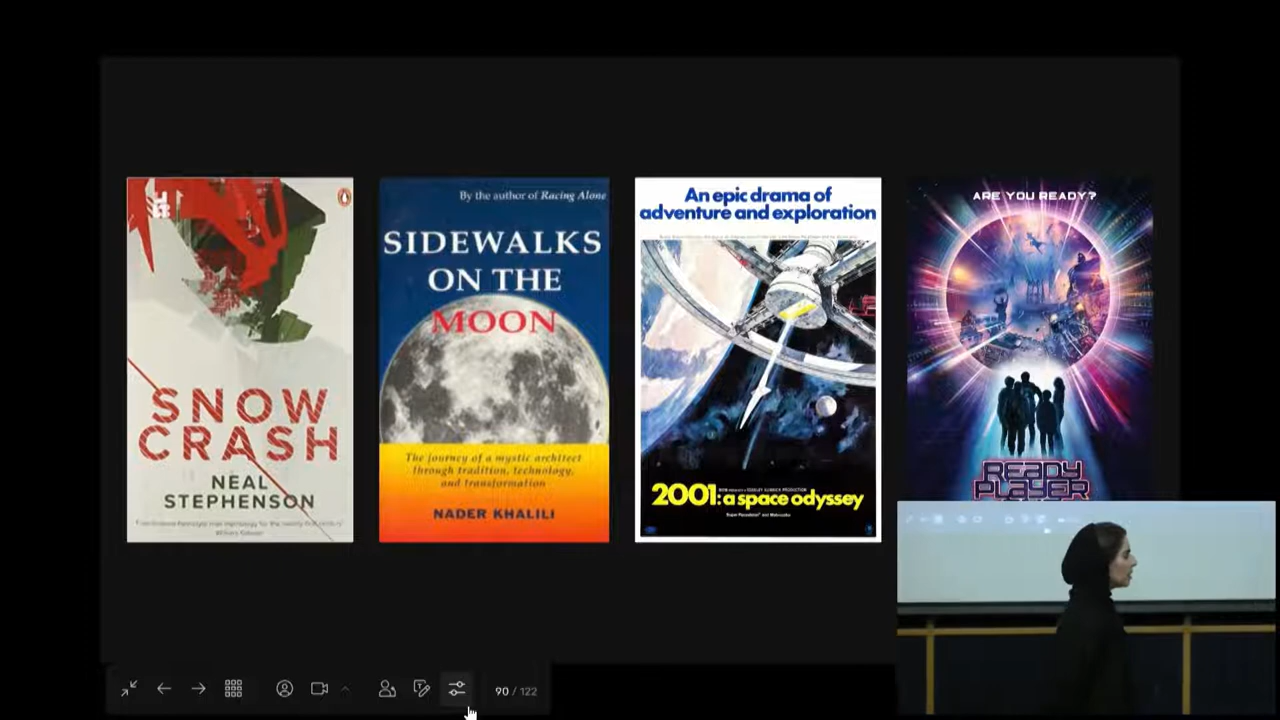 SNOW
CRASH
NEAL
STEPHENSON
By the author of Racing Alone
SIDEWALKS
ON THE
MOON
The journey of a mystic architect
through tradition, technology,
and transformation
NADER KHALILI
An epic drama of
adventure and exploration
2001: a space odyssey
ARE YOU READY?
READY
PLAYER
90 / 122